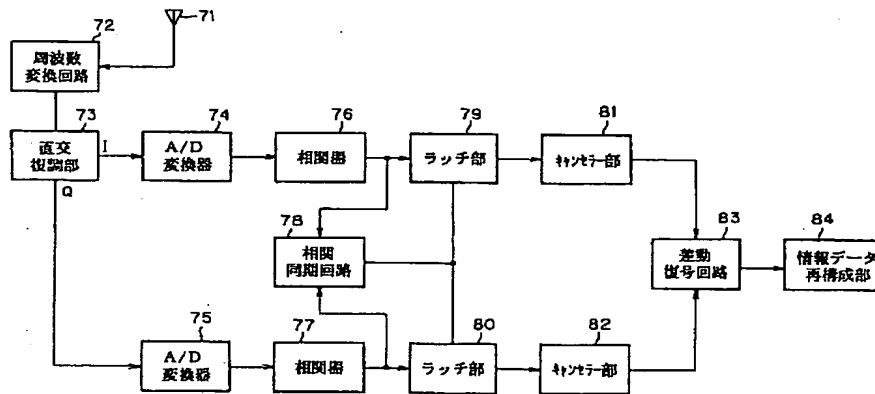 71
72
周波数
変換回路
73
直交
復調部
I
Q
74
A/D
変換器
76
相関器
79
ラッチ部
81
キャンセラー部
78
相関
同期回路
83
差動
復号回路
84
情報データ
再構成部
75
A/D
変換器
77
相関器
80
ラッチ部
82
キャンセラー部